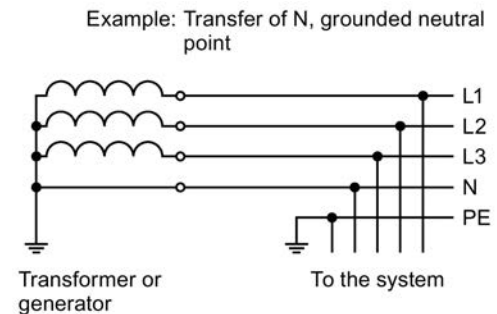 Example: Transfer of N, grounded neutral
point
L1
L2
L3
N
PE
Transformer or
generator
To the system